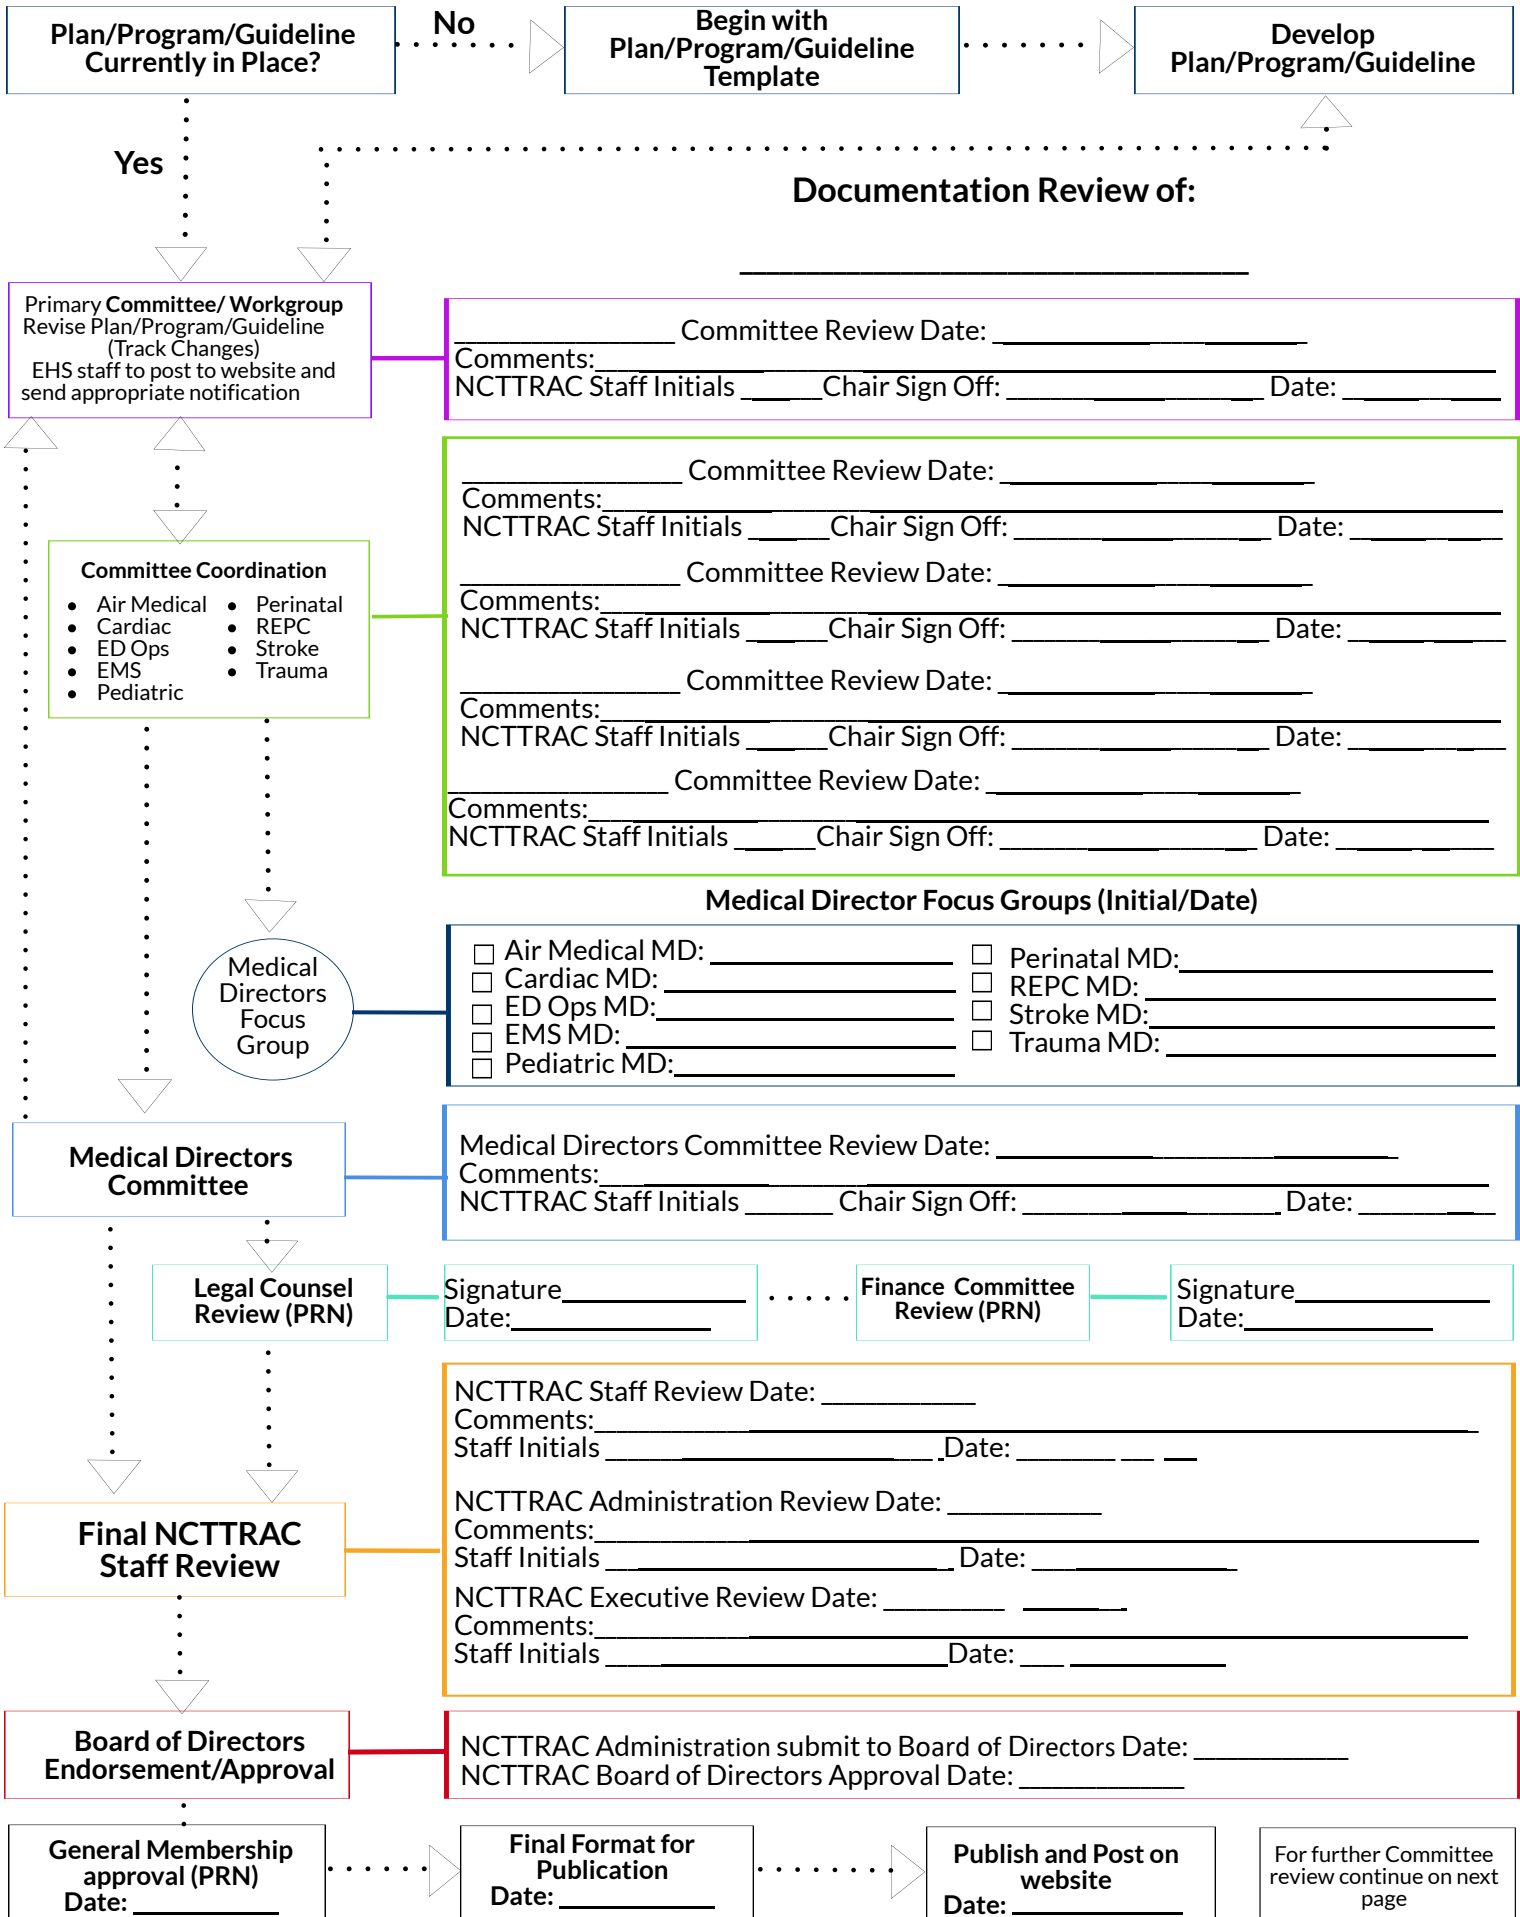 Plan/Program/Guideline
Currently in Place?
No
Begin with
Plan/Program/Guideline
Template
Develop
Plan/Program/Guideline
Yes
Documentation Review of:
Primary Committee/ Workgroup
Revise Plan/Program/Guideline
(Track Changes)
EHS staff to post to website and
send appropriate notification
Committee Review Date:
Comments:
NCTTRAC Staff Initials Chair Sign Off: Date:
Committee Coordination
• Air Medical
• Cardiac
• ED Ops
• EMS
• Pediatric
• Perinatal
• REPC
• Stroke
• Trauma
Committee Review Date:
Comments:
NCTTRAC Staff Initials Chair Sign Off: Date:
Committee Review Date:
Comments:
NCTTRAC Staff Initials Chair Sign Off: Date:
Committee Review Date:
Comments:
NCTTRAC Staff Initials Chair Sign Off: Date:
Committee Review Date:
Comments:
NCTTRAC Staff Initials Chair Sign Off: Date:
Medical Director Focus Groups (Initial/Date)
Medical
Directors
Focus
Group
☐ Air Medical MD:
☐ Cardiac MD:
☐ ED Ops MD:
☐ EMS MD:
☐ Pediatric MD:
☐ Perinatal MD:
☐ REPC MD:
☐ Stroke MD:
☐ Trauma MD:
Medical Directors
Committee
Medical Directors Committee Review Date:
Comments:
NCTTRAC Staff Initials Chair Sign Off: Date:
Legal Counsel
Review (PRN)
Signature
Date:
Finance Committee
Review (PRN)
Signature
Date:
Final NCTTRAC
Staff Review
NCTTRAC Staff Review Date:
Comments:
Staff Initials Date:
NCTTRAC Administration Review Date:
Comments:
Staff Initials Date:
NCTTRAC Executive Review Date:
Comments:
Staff Initials Date:
Board of Directors
Endorsement/Approval
NCTTRAC Administration submit to Board of Directors Date:
NCTTRAC Board of Directors Approval Date:
General Membership
approval (PRN)
Date:
Final Format for
Publication
Date:
Publish and Post on
website
Date:
For further Committee
review continue on next
page